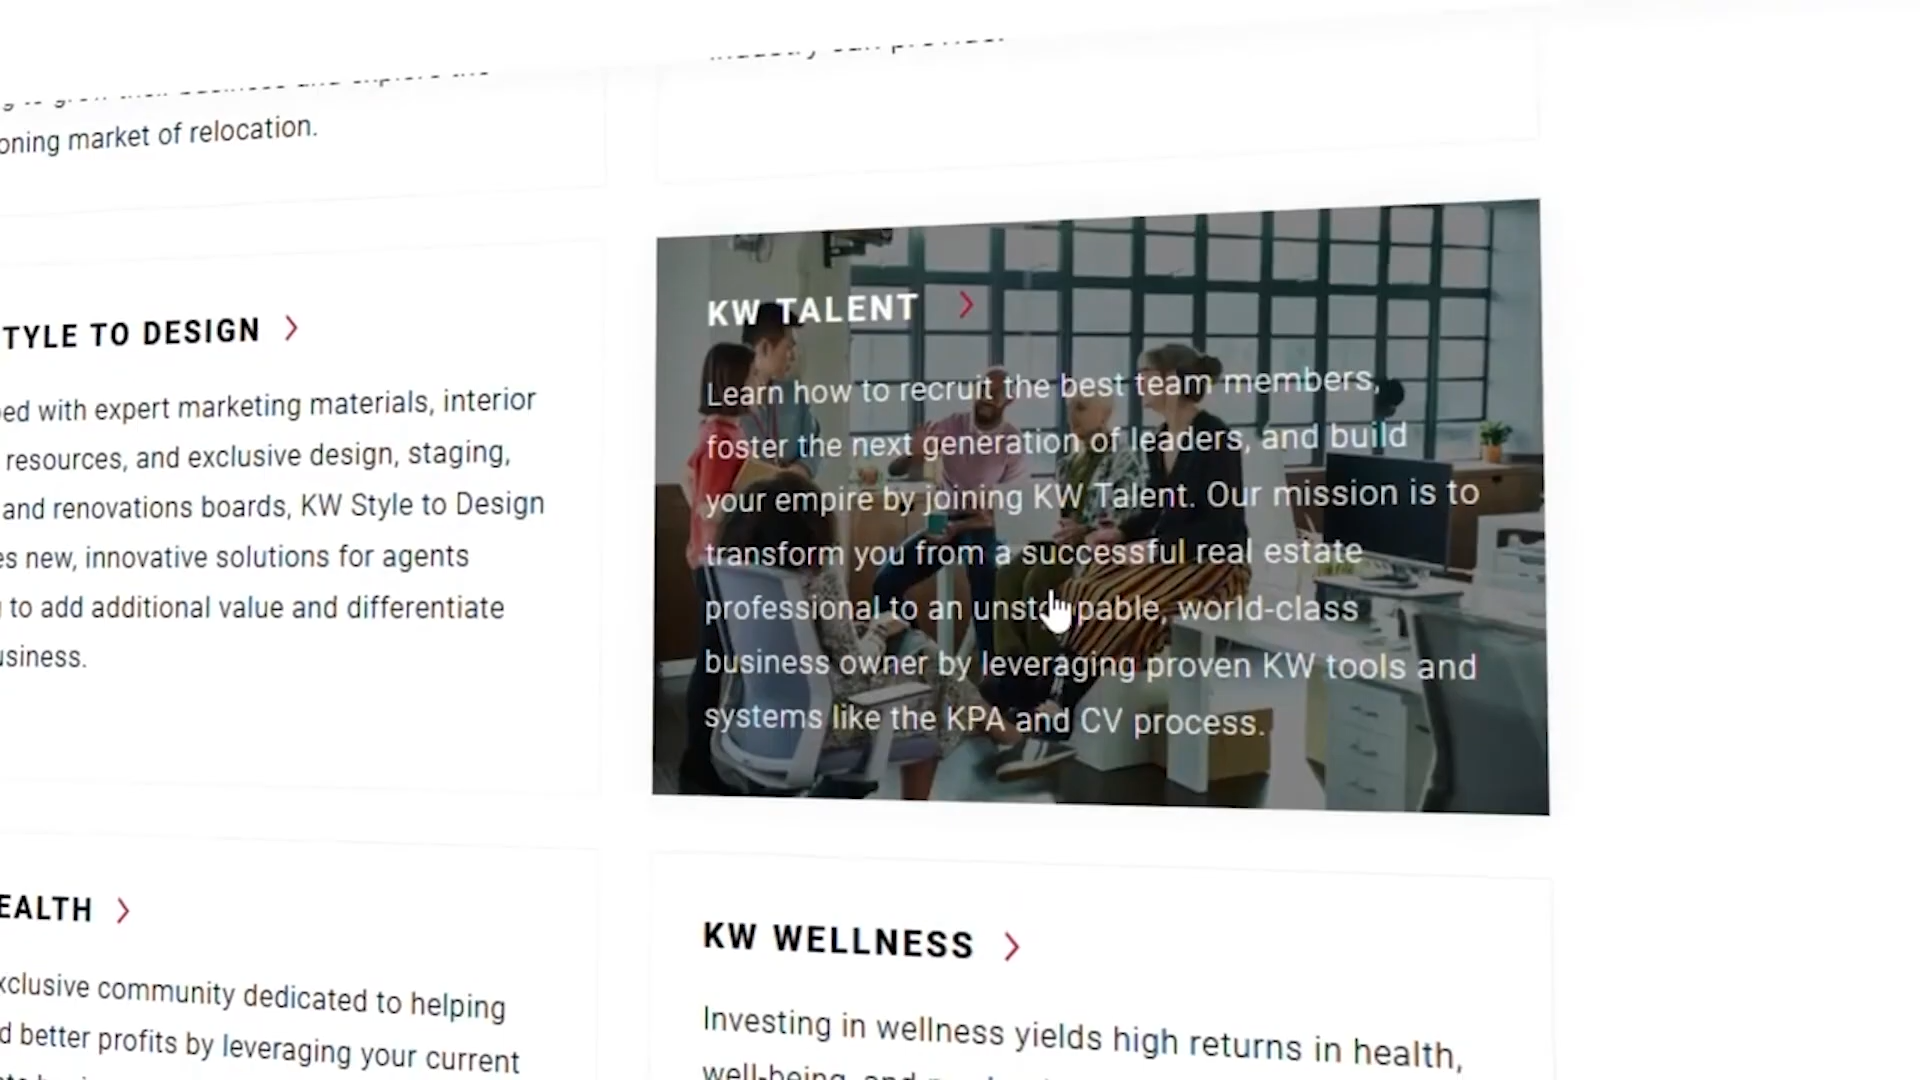 oning market of relocation.
TYLE TO DESIGN
ed with expert marketing materials, interior
resources, and exclusive design, staging,
and renovations boards, KW Style to Design
es new, innovative solutions for agents
to add additional value and differentiate
usiness.
KW TALENT
Learn how to recruit the best team members,
foster the next generation of leaders, and build
your empire by joining KW Talent. Our mission is to
transform you from a successful real estate
professional to an unstoppable, world-class
business owner by leveraging proven KW tools and
systems like the KPA and CV process.
EALTH
xclusive community dedicated to helping
d better profits by leveraging your current
KW WELLNESS
Investing in wellness yields high returns in health,
well-being, and